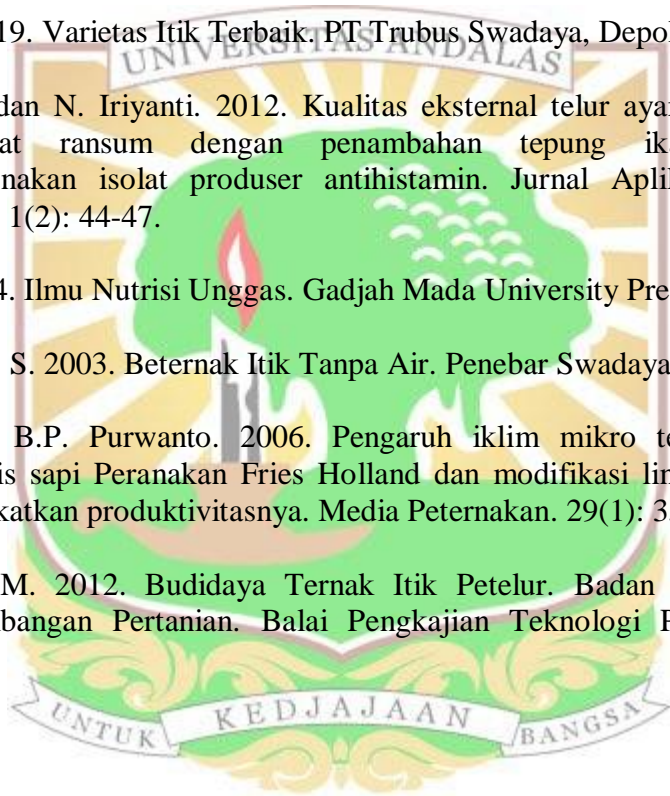 19. Varietas Itik Terbaik. PT Trubus Swadaya, Depol
UNIVERSITAS ANDALAS
dan N. Iriyanti. 2012. Kualitas eksternal telur aya
at ransum dengan penambahan tepung ik
nakan isolat produser antihistamin. Jurnal Apli
1(2): 44-47.
4. Ilmu Nutrisi Unggas. Gadjah Mada University Pre
S. 2003. Beternak Itik Tanpa Air. Penebar Swadaya
B.P. Purwanto. 2006. Pengaruh iklim mikro te
is sapi Peranakan Fries Holland dan modifikasi lin
katkan produktivitasnya. Media Peternakan. 29(1): 3
M. 2012. Budidaya Ternak Itik Petelur. Badan
bangan Pertanian. Balai Pengkajian Teknologi P
UNTUK KEDJAJAAN BANGSA